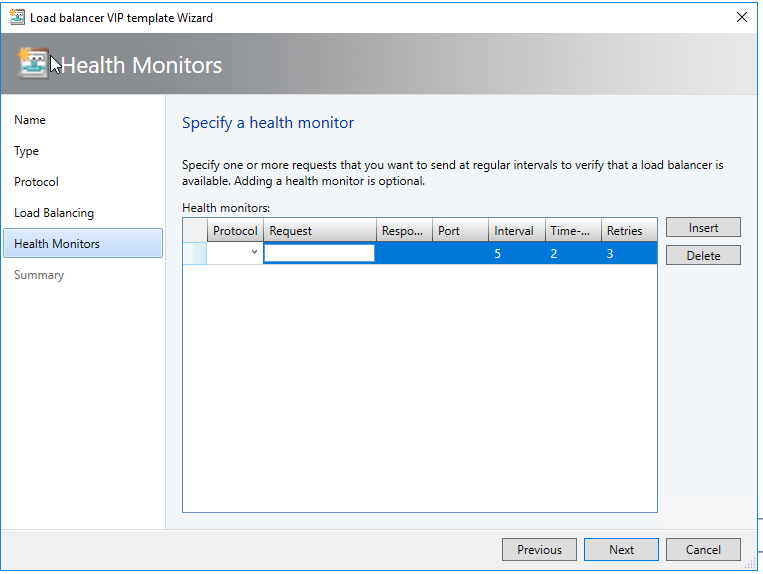 Load balancer VIP template Wizard
Health Monitors
Name
Type
Protocol
Load Balancing
Health Monitors
Summary
Specify a health monitor
Specify one or more requests that you want to send at regular intervals to verify that a load balancer is
available. Adding a health monitor is optional.
Health monitors:
Protocol Request Respo... Port Interval Time-... Retries
5 2 3
Insert
Delete
Previous Next Cancel